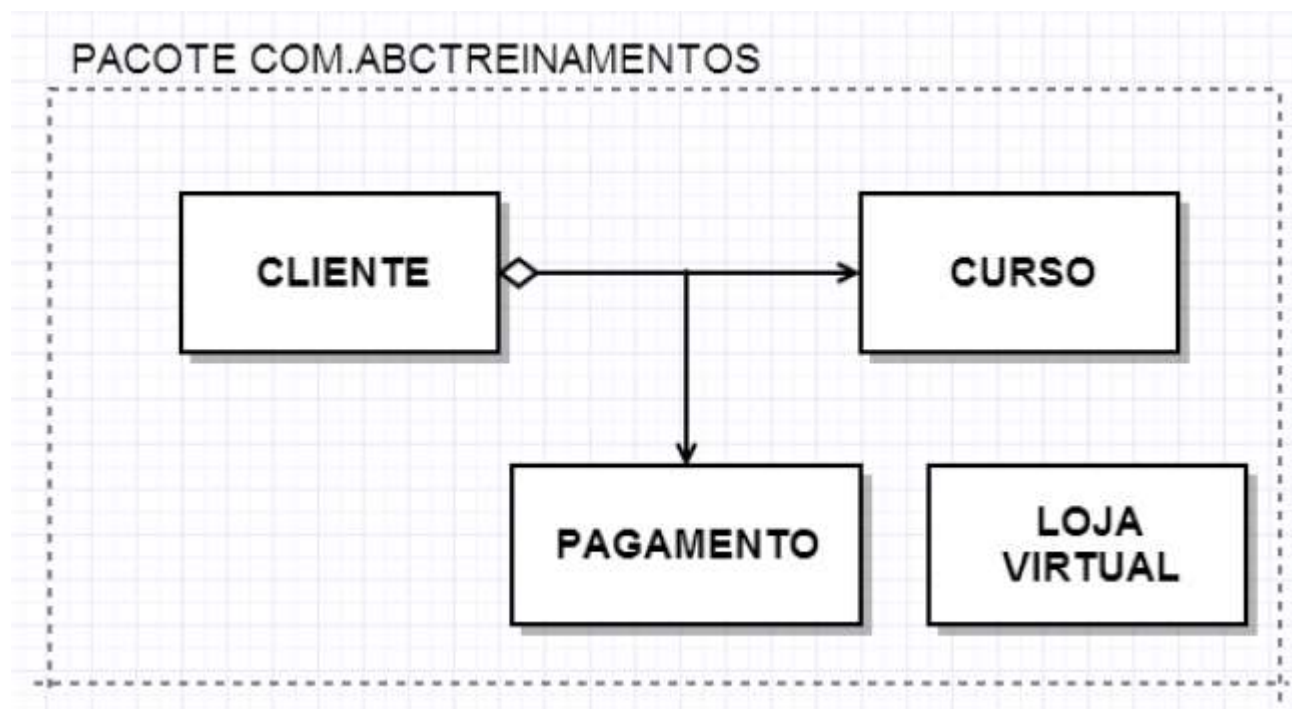 PACOTE COM.ABCTREINAMENTOS
CLIENTE
CURSO
PAGAMENTO
LOJA
VIRTUAL